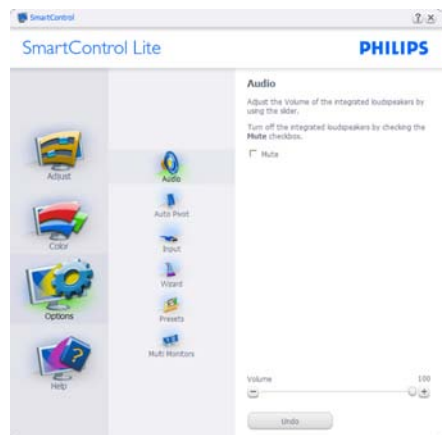 SmartControl
SmartControl Lite
PHILIPS
Adjust
Color
Options
Help
Audio
Auto Pivot
Input
Wizard
Presets
Multi Monitors
Audio
Adjust the Volume of the integrated loudspeakers by
using the slider.
Turn off the integrated loudspeakers by checking the
Mute checkbox.
Mute
Volume 100
Undo